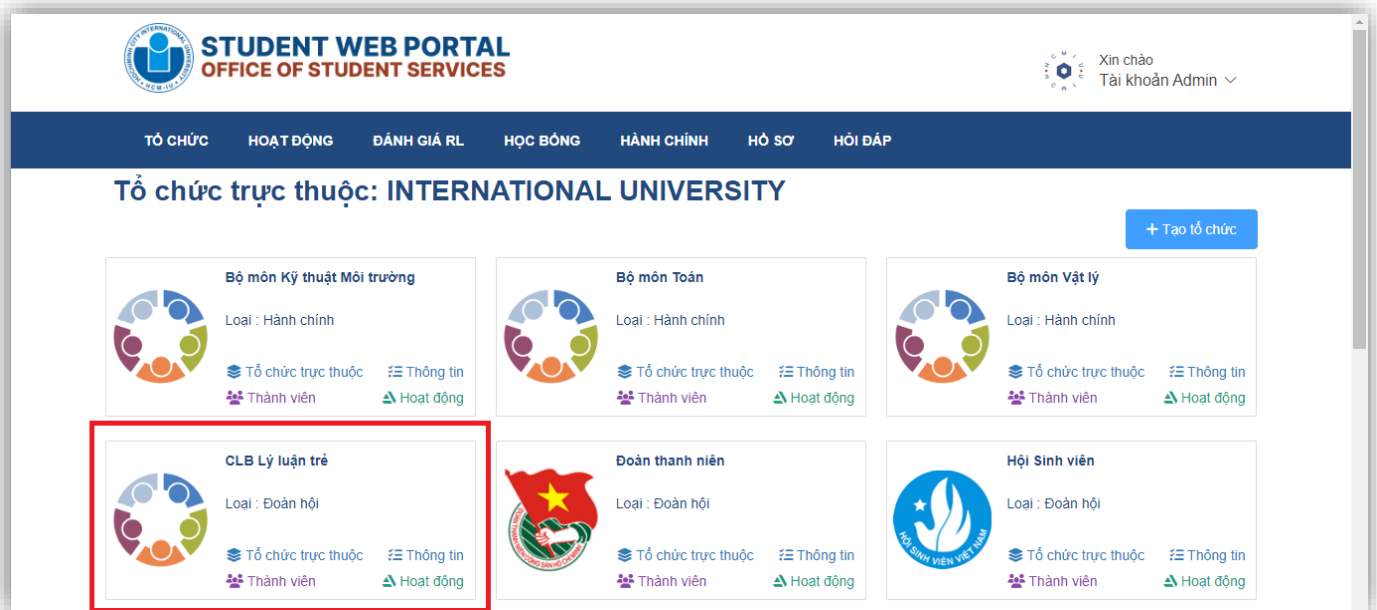 STUDENT WEB PORTAL
OFFICE OF STUDENT SERVICES
Xin chào
Tài khoản Admin
TỔ CHỨC HOẠT ĐỘNG ĐÁNH GIÁ RL HỌC BỔNG HÀNH CHÍNH HỒ SƠ HỎI ĐÁP
Tổ chức trực thuộc: INTERNATIONAL UNIVERSITY
+ Tạo tổ chức
Bộ môn Kỹ thuật Môi trường
Loại : Hành chính
Tổ chức trực thuộc Thông tin
Thành viên Hoạt động
Bộ môn Toán
Loại : Hành chính
Tổ chức trực thuộc Thông tin
Thành viên Hoạt động
Bộ môn Vật lý
Loại : Hành chính
Tổ chức trực thuộc Thông tin
Thành viên Hoạt động
CLB Lý luận trẻ
Loại : Đoàn hội
Tổ chức trực thuộc Thông tin
Thành viên Hoạt động
Đoàn thanh niên
Loại : Đoàn hội
Tổ chức trực thuộc Thông tin
Thành viên Hoạt động
Hội Sinh viên
Loại : Đoàn hội
HỘI SINH VIÊN VIỆT NAM
Tổ chức trực thuộc Thông tin
Thành viên Hoạt động